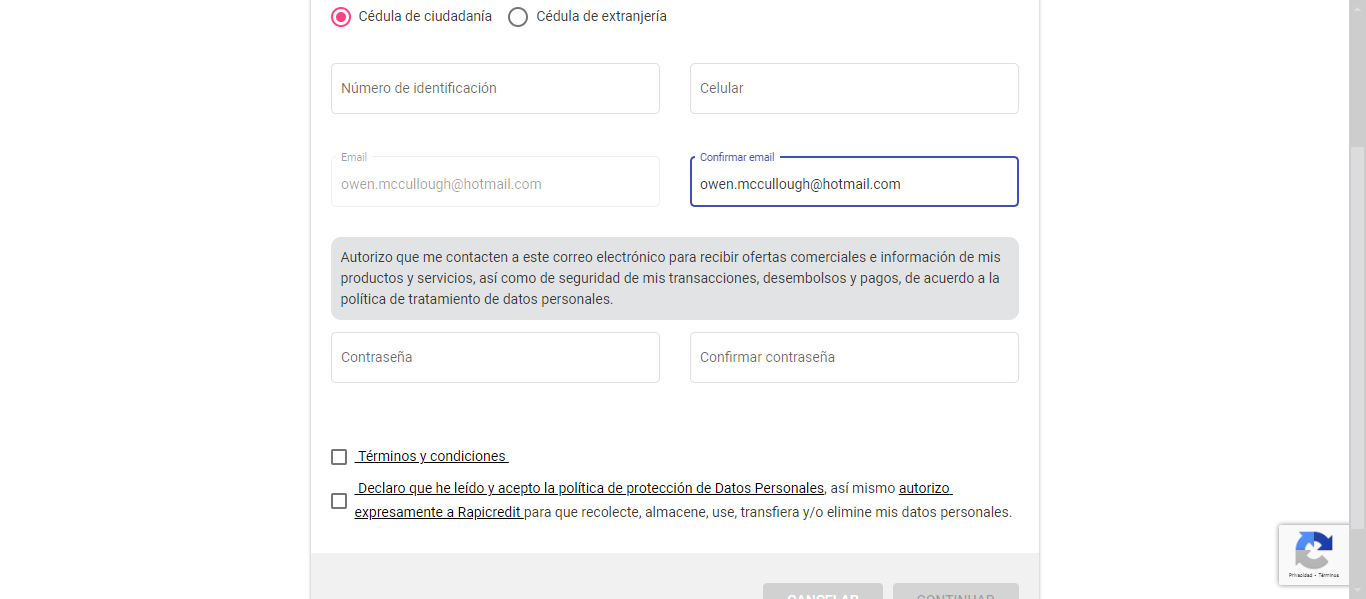 Cédula de ciudadanía Cédula de extranjería
Número de identificación Celular
Email Confirmar email
owen.mccullough@hotmail.com owen.mccullough@hotmail.com
Autorizo que me contacten a este correo electrónico para recibir ofertas comerciales e información de mis
productos y servicios, así como de seguridad de mis transacciones, desembolsos y pagos, de acuerdo a la
política de tratamiento de datos personales.
Contraseña Confirmar contraseña
Términos y condiciones
Declaro que he leído y acepto la política de protección de Datos Personales, así mismo autorizo
expresamente a Rapicredit para que recolecte, almacene, use, transfiera y/o elimine mis datos personales.
Privacidad - Términos
CANCELAR CONTINUAR